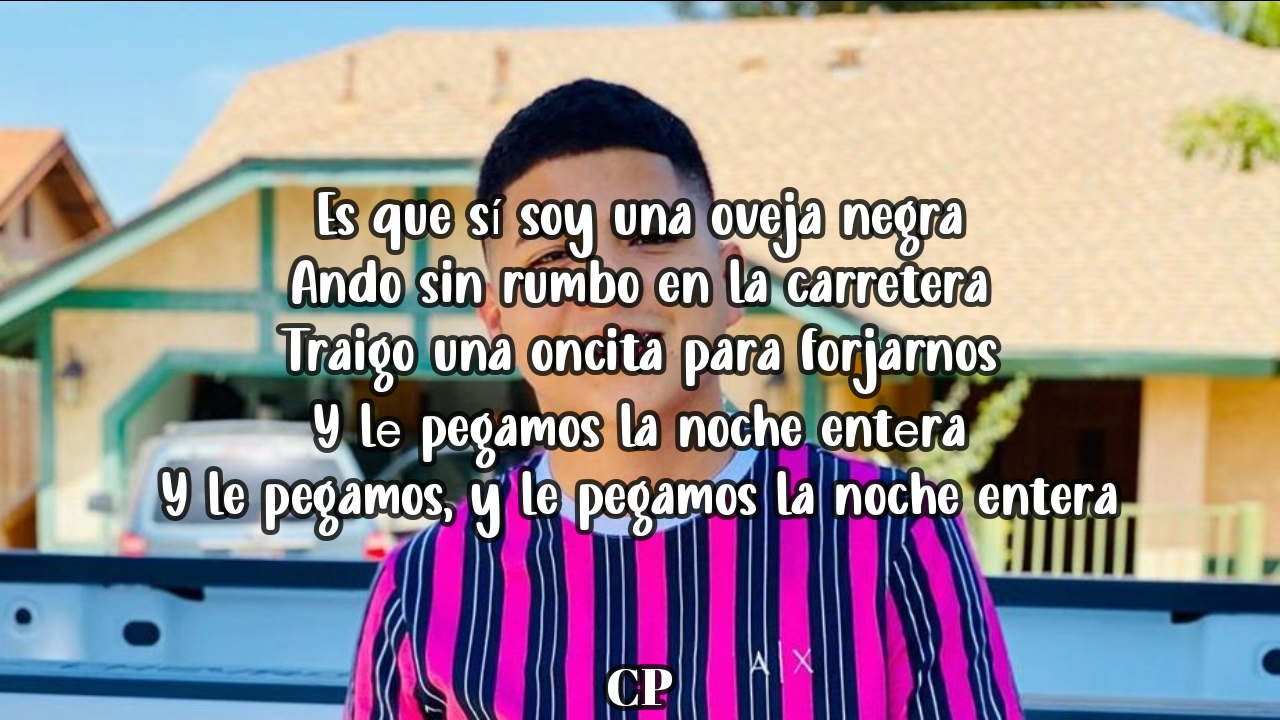 Es que sí soy una oveja negra
Ando sin rumbo en la carretera
Traigo una oncita para forjarnos
Y le pegamos la noche entera
Y le pegamos, y le pegamos la noche entera
A|X
CP